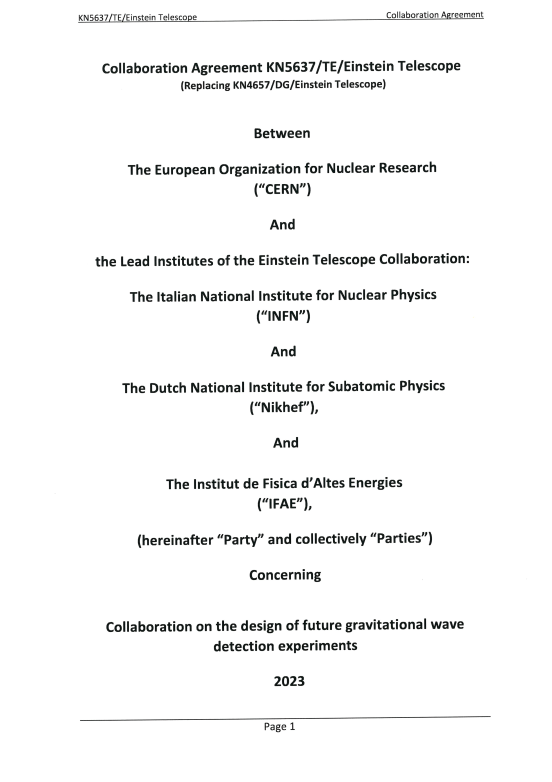 KN5637/TE/Einstein Telescope
Collaboration Agreement
Collaboration Agreement KN5637/TE/Einstein Telescope
(Replacing KN4657/DG/Einstein Telescope)
Between
The European Organization for Nuclear Research
(“CERN”)
And
the Lead Institutes of the Einstein Telescope Collaboration:
The Italian National Institute for Nuclear Physics
(“INFN”)
And
The Dutch National Institute for Subatomic Physics
(“Nikhef”),
And
The Institut de Fisica d’Altes Energies
(“IFAE”),
(hereinafter “Party” and collectively “Parties”)
Concerning
Collaboration on the design of future gravitational wave
detection experiments
2023
Page 1